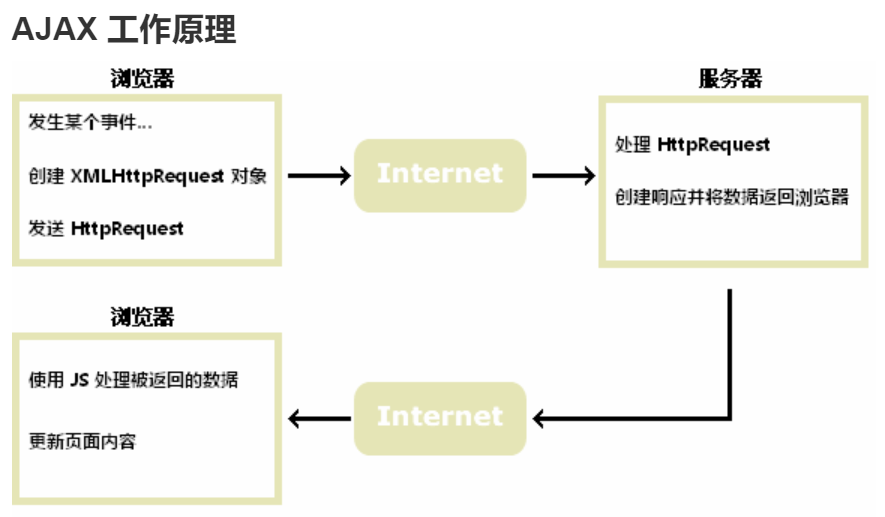 AJAX 工作原理
浏览器
发生某个事件...
创建 XMLHttpRequest 对象
发送 HttpRequest
Internet
服务器
处理 HttpRequest
创建响应并将数据返回浏览器
浏览器
使用 JS 处理被返回的数据
更新页面内容
Internet